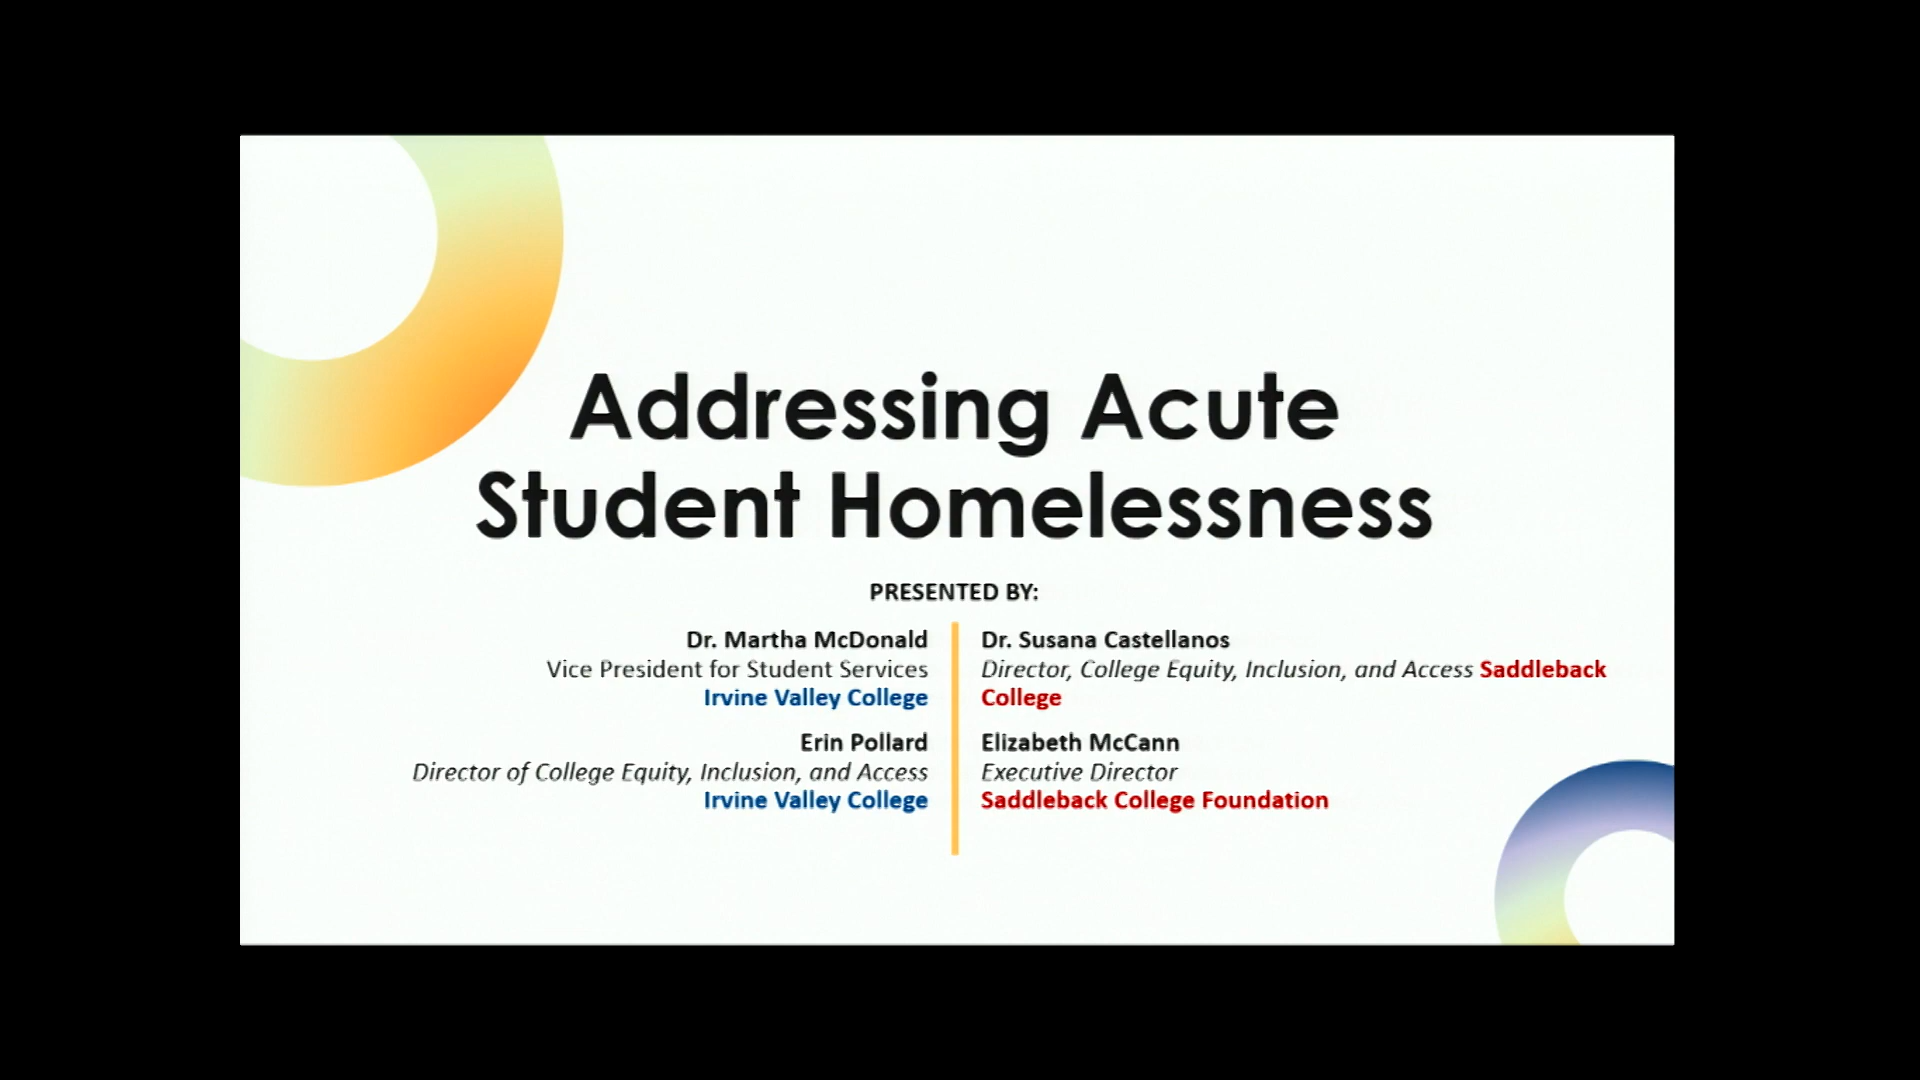 Addressing Acute
Student Homelessness
PRESENTED BY:
Dr. Martha McDonald
Vice President for Student Services
Irvine Valley College
Erin Pollard
Director of College Equity, Inclusion, and Access
Irvine Valley College
Dr. Susana Castellanos
Director, College Equity, Inclusion, and Access Saddleback
College
Elizabeth McCann
Executive Director
Saddleback College Foundation